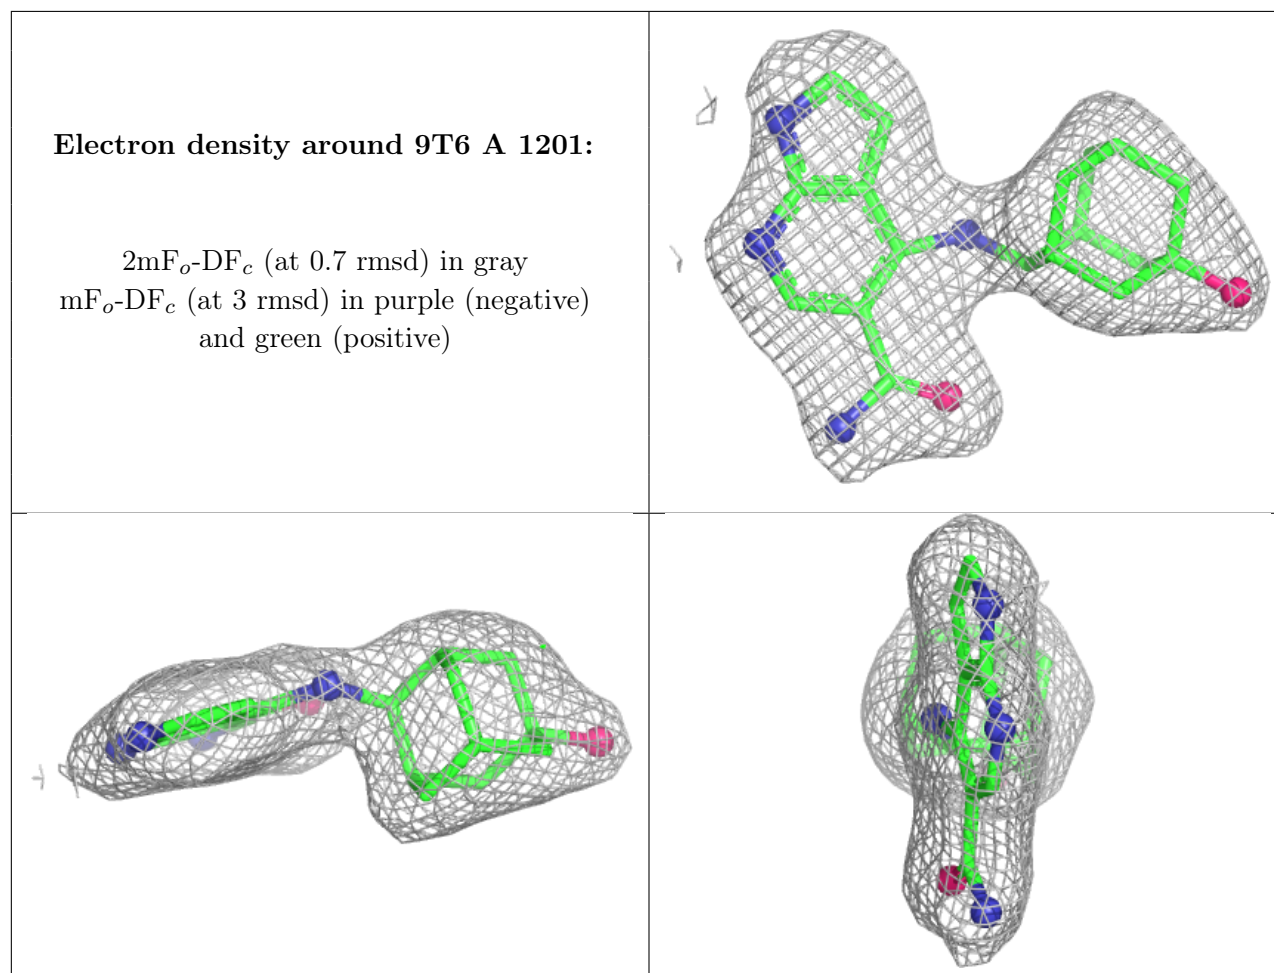 Electron density around 9T6 A 1201:
2mFo-DFc (at 0.7 rmsd) in gray
mFo-DFc (at 3 rmsd) in purple (negative)
and green (positive)